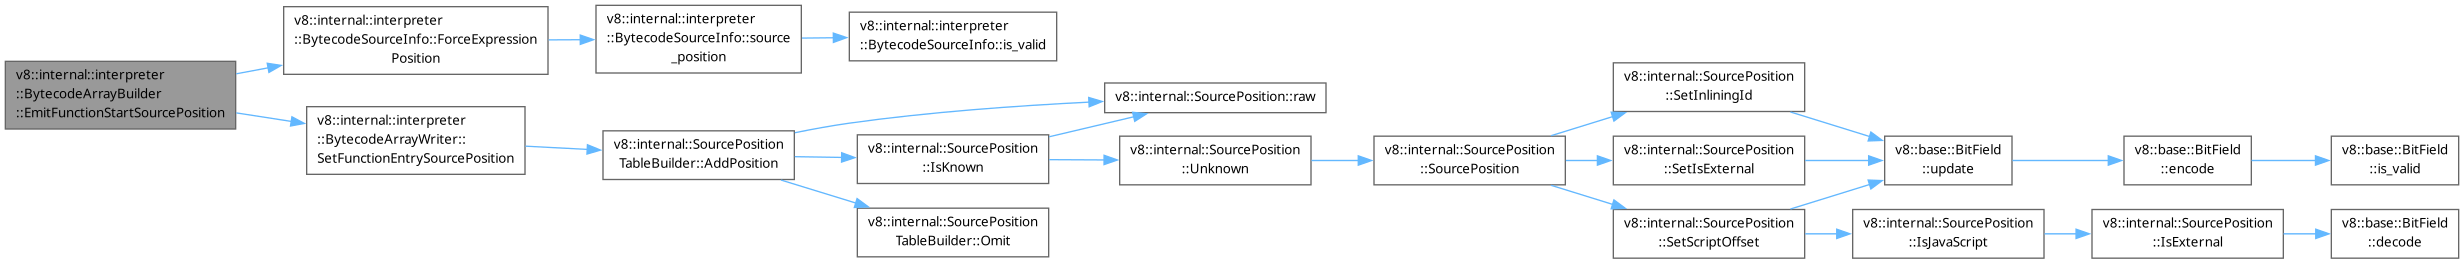 v8::internal::interpreter
::BytecodeArrayBuilder
::EmitFunctionStartSourcePosition
v8::internal::interpreter
::BytecodeSourceInfo::ForceExpression
Position
v8::internal::interpreter
::BytecodeSourceInfo::source
_position
v8::internal::interpreter
::BytecodeSourceInfo::is_valid
v8::internal::interpreter
::BytecodeArrayWriter::
SetFunctionEntrySourcePosition
v8::internal::SourcePosition
TableBuilder::AddPosition
v8::internal::SourcePosition::raw
v8::internal::SourcePosition
::IsKnown
v8::internal::SourcePosition
::Unknown
v8::internal::SourcePosition
::SourcePosition
v8::internal::SourcePosition
::SetInliningId
v8::internal::SourcePosition
::SetIsExternal
v8::internal::SourcePosition
::SetScriptOffset
v8::base::BitField
::update
v8::base::BitField
::encode
v8::base::BitField
::is_valid
v8::internal::SourcePosition
::IsJavaScript
v8::internal::SourcePosition
::IsExternal
v8::base::BitField
::decode
v8::internal::SourcePosition
TableBuilder::Omit